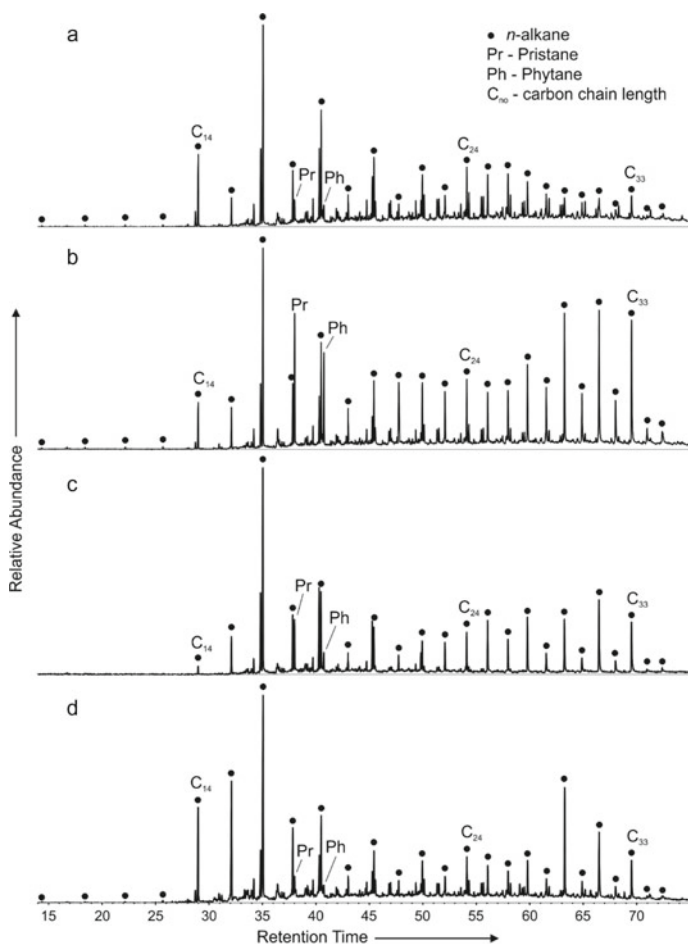 a
● n-alkane
Pr - Pristane
Ph - Phytane
Cno - carbon chain length
C14
Pr
Ph
C24
C33
b
C14
Pr
Ph
C24
C33
c
C14
Pr
Ph
C24
C33
d
C14
Pr
Ph
C24
C33
Relative Abundance
15 20 25 30 35 40 45 50 55 60 65 70
Retention Time